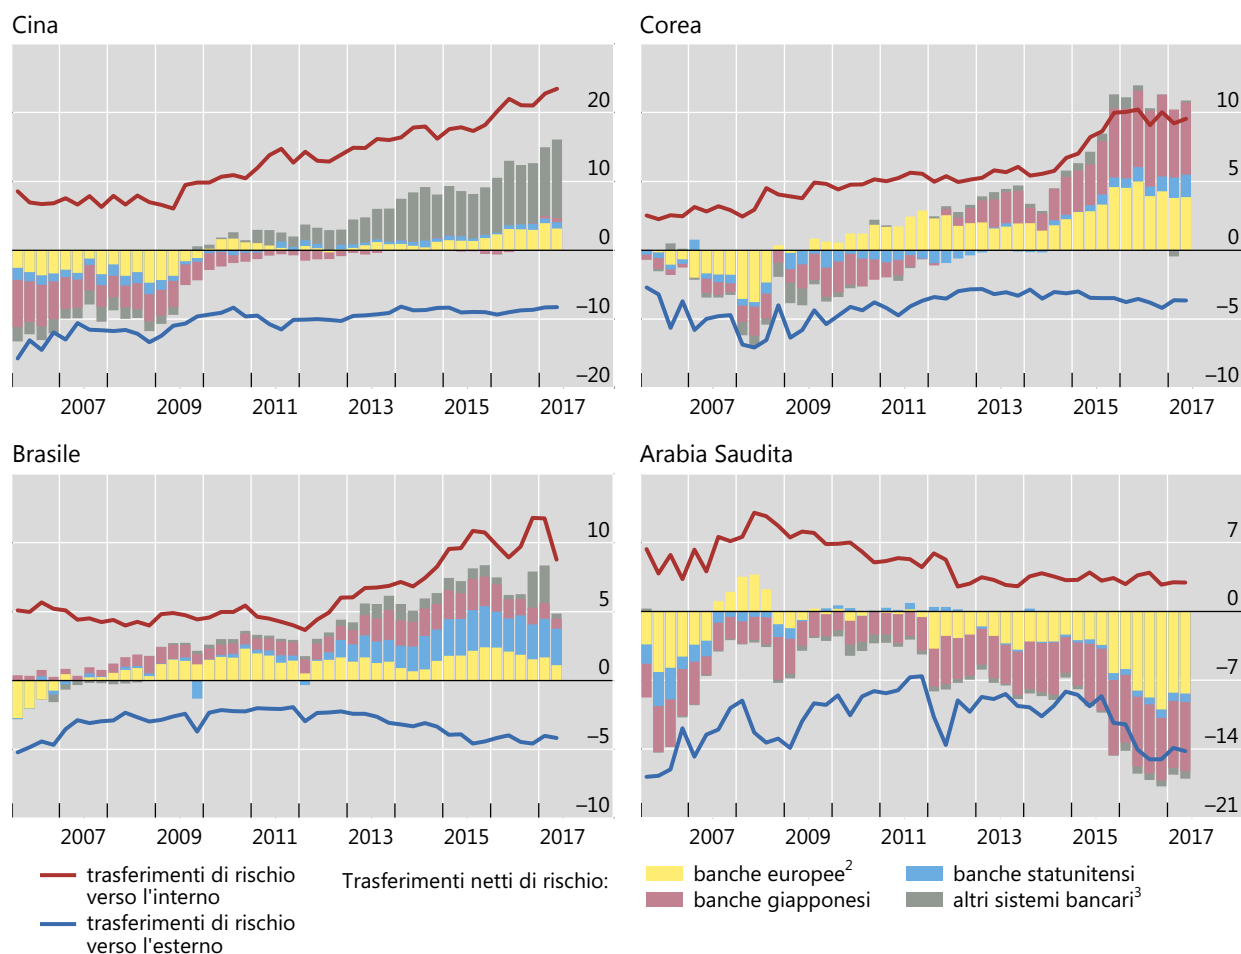 Cina
20
10
0
–10
–20
2007 2009 2011 2013 2015 2017
Corea
10
5
0
–5
–10
2007 2009 2011 2013 2015 2017
Brasile
10
5
0
–5
–10
2007 2009 2011 2013 2015 2017
Arabia Saudita
7
0
–7
–14
–21
2007 2009 2011 2013 2015 2017
trasferimenti di rischio
verso l'interno
trasferimenti di rischio
verso l'esterno
Trasferimenti netti di rischio:
banche europee²
banche statunitensi
banche giapponesi
altri sistemi bancari³